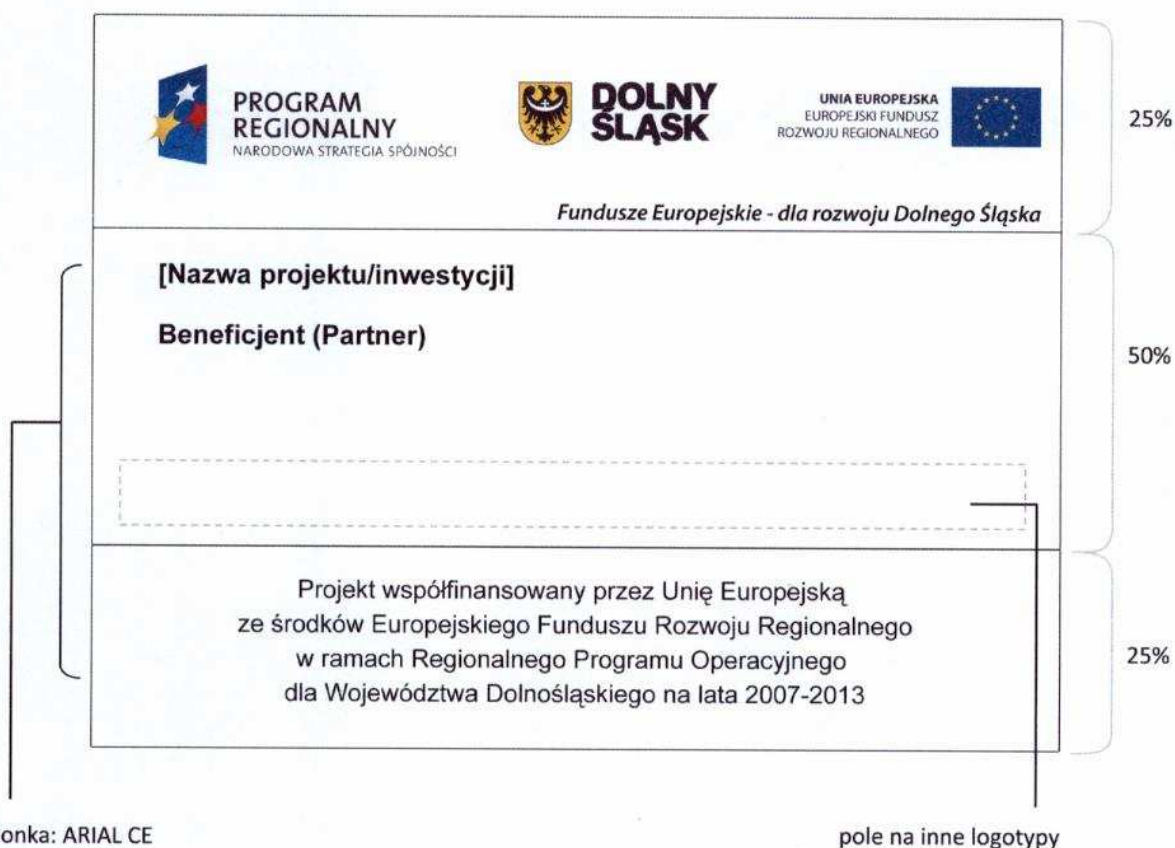 PROGRAM
REGIONALNY
NARODOWA STRATEGIA SPÓJNOŚCI
DOLNY
ŚLĄSK
UNIA EUROPEJSKA
EUROPEJSKI FUNDUSZ
ROZWOJU REGIONALNEGO
25%
Fundusze Europejskie - dla rozwoju Dolnego Śląska
[Nazwa projektu/inwestycji]
Beneficjent (Partner)
50%
Projekt współfinansowany przez Unię Europejską
ze środków Europejskiego Funduszu Rozwoju Regionalnego
w ramach Regionalnego Programu Operacyjnego
dla Województwa Dolnośląskiego na lata 2007-2013
25%
onka: ARIAL CE
pole na inne logotypy